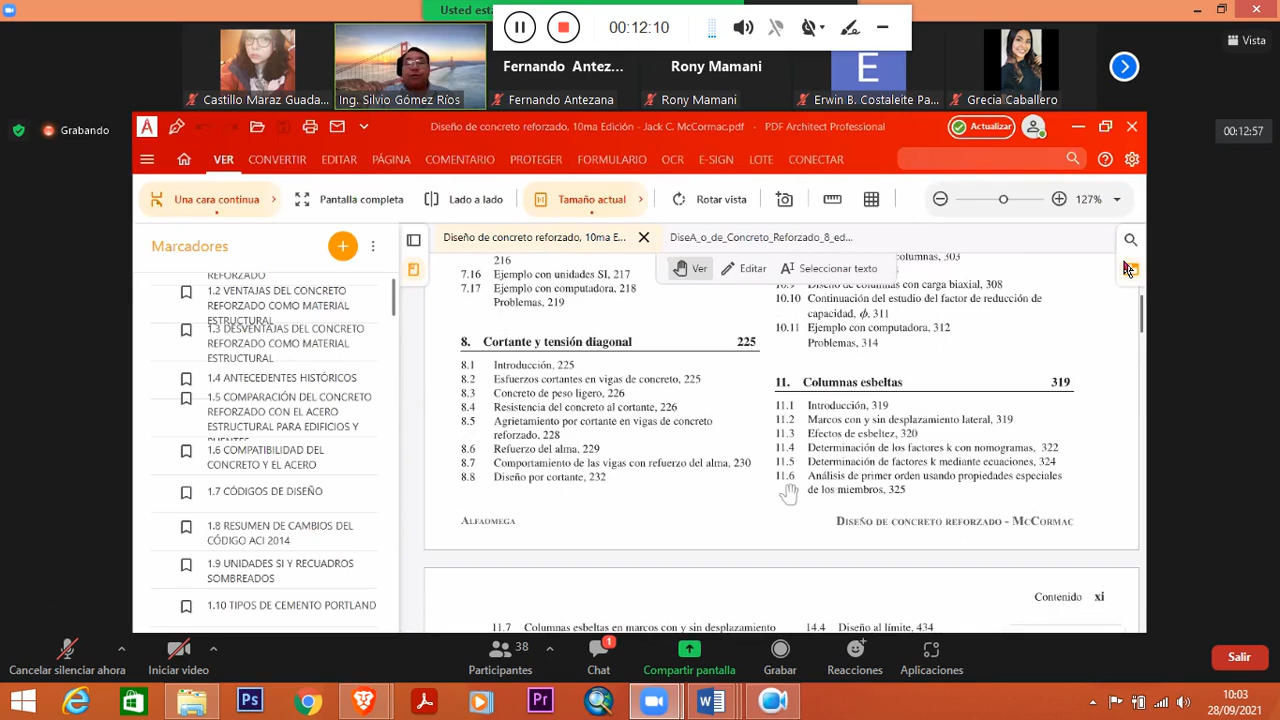 Usted está
00:12:10
Castillo Maraz Guada...
Ing. Silvio Gómez Ríos
Fernando Antez...
Fernando Antezana
Rony Mamani
Rony Mamani
E
Erwin B. Costaleite Pa...
Grecia Caballero
Vista
Grabando
00:12:57
Diseño de concreto reforzado, 10ma Edición - Jack C. McCormac.pdf - PDF Architect Professional
Actualizar
VER CONVERTIR EDITAR PÁGINA COMENTARIO PROTEGER FORMULARIO OCR E-SIGN LOTE CONECTAR
Una cara continua Pantalla completa Lado a lado Tamaño actual Rotar vista 127%
Marcadores
Diseño de concreto reforzado, 10ma E...
DiseA_o_de_Concreto_Reforzado_8_ed...
Ver Editar Seleccionar texto
REFORZADO
1.2 VENTAJAS DEL CONCRETO
REFORZADO COMO MATERIAL
ESTRUCTURAL
1.3 DESVENTAJAS DEL CONCRETO
REFORZADO COMO MATERIAL
ESTRUCTURAL
1.4 ANTECEDENTES HISTÓRICOS
1.5 COMPARACIÓN DEL CONCRETO
REFORZADO CON EL ACERO
ESTRUCTURAL PARA EDIFICIOS Y
PUENTES
1.6 COMPATIBILIDAD DEL
CONCRETO Y EL ACERO
1.7 CÓDIGOS DE DISEÑO
1.8 RESUMEN DE CAMBIOS DEL
CÓDIGO ACI 2014
1.9 UNIDADES SI Y RECUADROS
SOMBREADOS
1.10 TIPOS DE CEMENTO PORTLAND
216
7.16 Ejemplo con unidades SI, 217
7.17 Ejemplo con computadora, 218
Problemas, 219
8. Cortante y tensión diagonal 225
8.1 Introducción, 225
8.2 Esfuerzos cortantes en vigas de concreto, 225
8.3 Concreto de peso ligero, 226
8.4 Resistencia del concreto al cortante, 226
8.5 Agrietamiento por cortante en vigas de concreto
reforzado, 228
8.6 Refuerzo del alma, 229
8.7 Comportamiento de las vigas con refuerzo del alma, 230
8.8 Diseño por cortante, 232
columnas, 303
10.9 Diseño de columnas con carga biaxial, 308
10.10 Continuación del estudio del factor de reducción de
capacidad, ϕ, 311
10.11 Ejemplo con computadora, 312
Problemas, 314
11. Columnas esbeltas 319
11.1 Introducción, 319
11.2 Marcos con y sin desplazamiento lateral, 319
11.3 Efectos de esbeltez, 320
11.4 Determinación de los factores k con nomogramas, 322
11.5 Determinación de factores k mediante ecuaciones, 324
11.6 Análisis de primer orden usando propiedades especiales
de los miembros, 325
ALFAOMEGA
DISEÑO DE CONCRETO REFORZADO - MCCORMAC
Contenido xi
11.7 Columnas esbeltas en marcos con y sin desplazamiento
14.4 Diseño al límite, 434
Cancelar silenciar ahora
Iniciar video
38
Participantes
1
Chat
Compartir pantalla
Grabar
Reacciones
Aplicaciones
Salir
Ps
Pr
10:03
28/09/2021